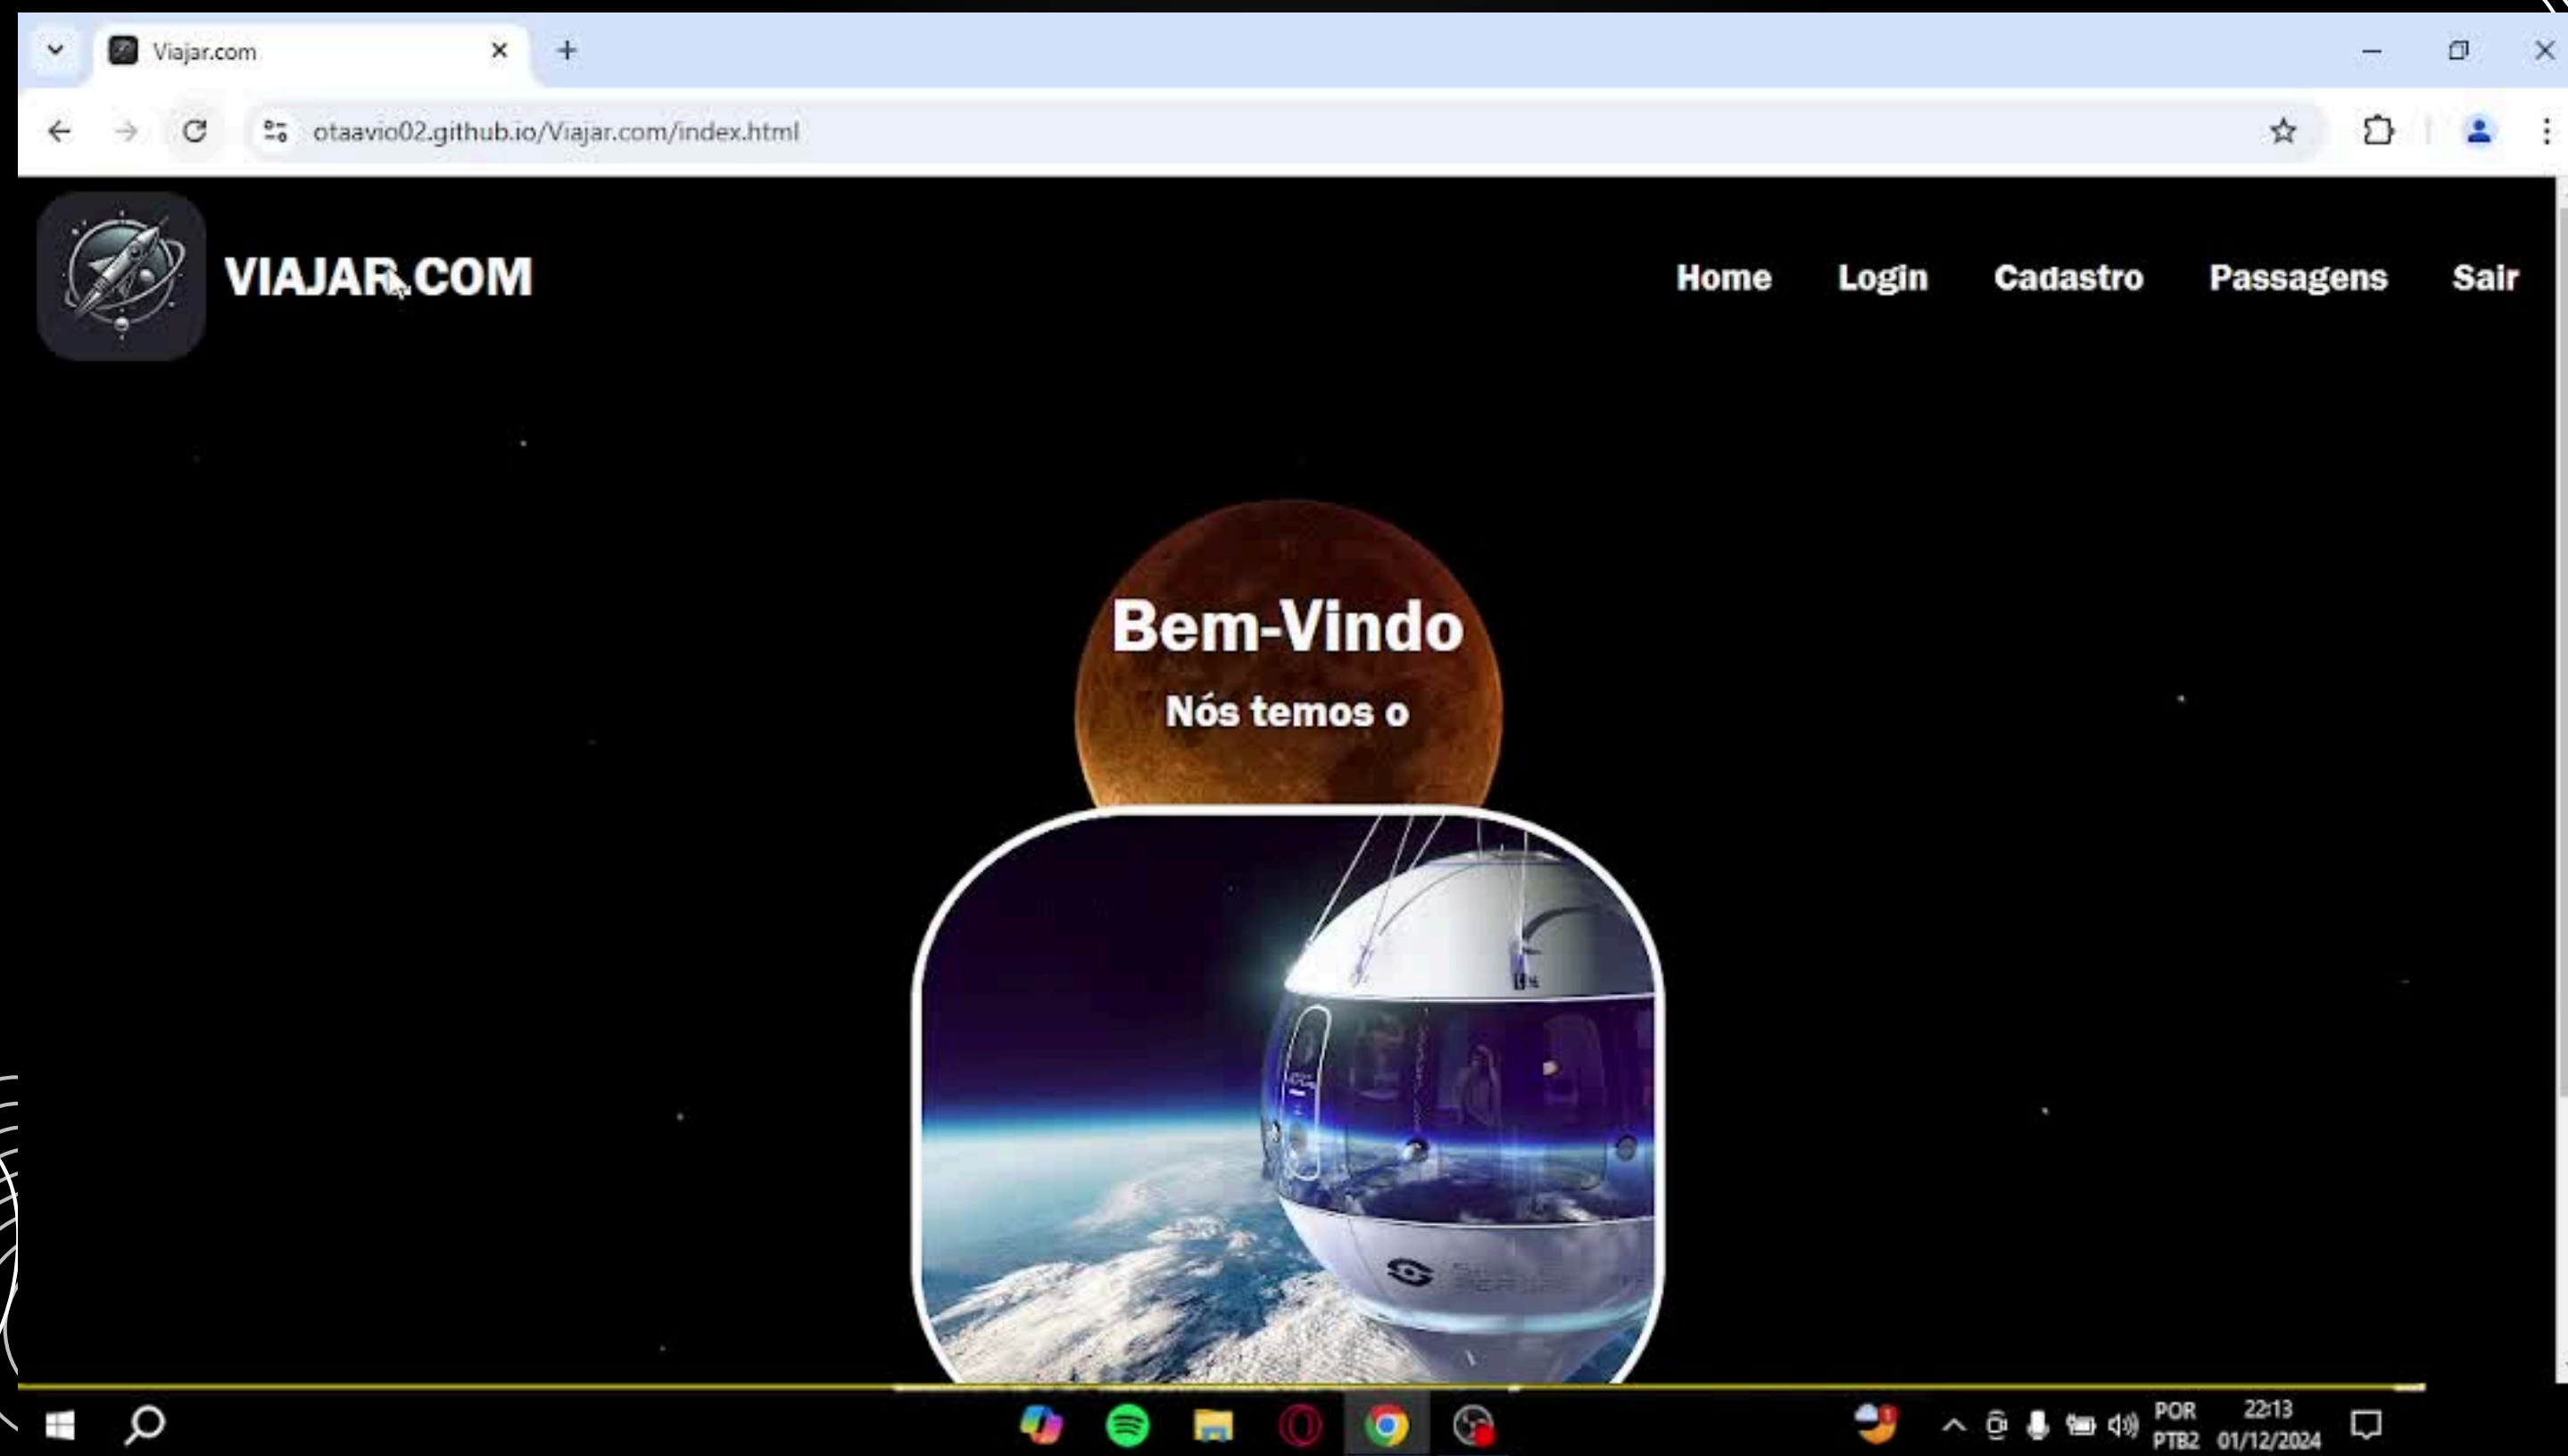 Viajar.com
otaavio02.github.io/Viajar.com/index.html
VIAJAR.COM
Home Login Cadastro Passagens Sair
Bem-Vindo
Nós temos o
POR 22:13
PTB2 01/12/2024